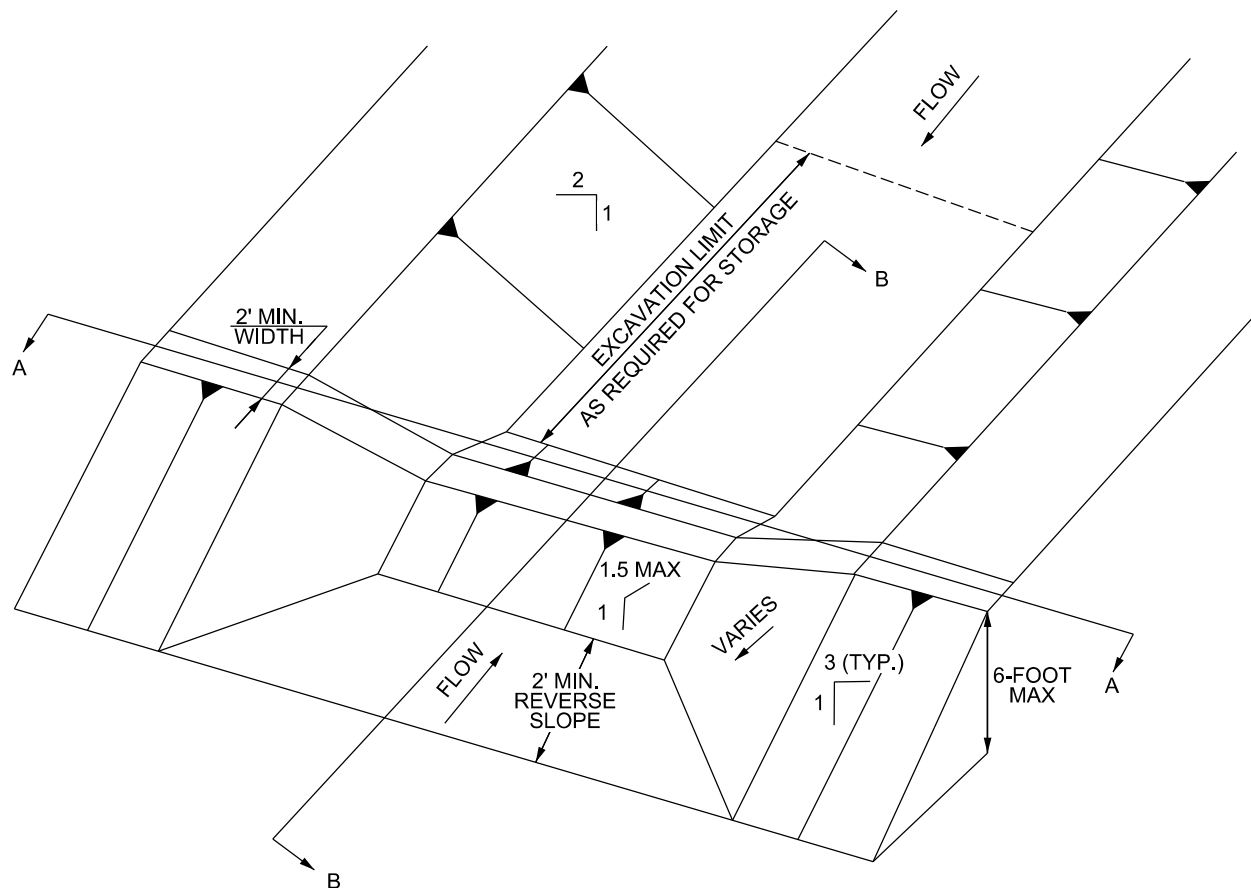 FLOW
2
1
EXCAVATION LIMIT
AS REQUIRED FOR STORAGE
B
2' MIN.
WIDTH
A
1.5 MAX
1
VARIES
FLOW
2' MIN.
REVERSE
SLOPE
3 (TYP.)
1
6-FOOT
MAX
A
B